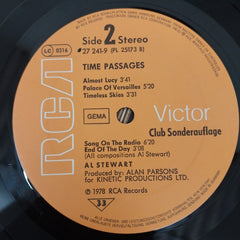 Side 2 Stereo
LC 0316
# 27 241-9 (PL 25173 B)
TIME PASSAGES
Almost Lucy 3'41
Palace Of Versailles 5'20
Timeless Skies 3'31
RCA
GEMA
Victor
Club Sonderauflage
Song On The Radio 6'20
End Of The Day 3'08
(All compositions Al Stewart)
AL STEWART
Produced by: ALAN PARSONS
for KINETIC PRODUCTIONS LTD.
℗ 1978 RCA Records
33